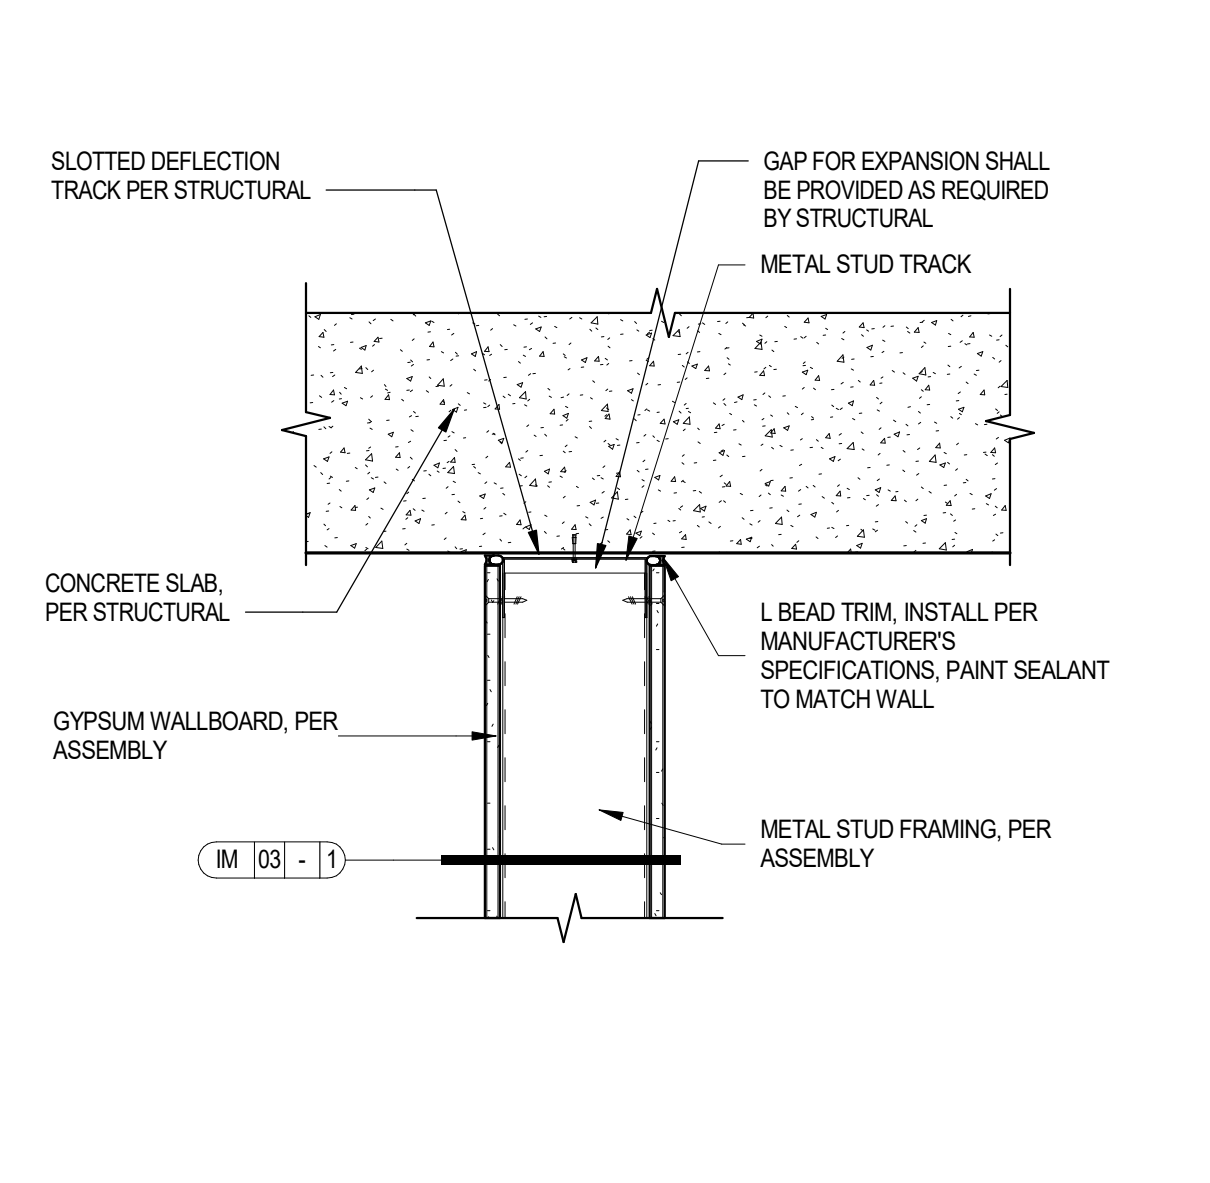 SLOTTED DEFLECTION
TRACK PER STRUCTURAL
GAP FOR EXPANSION SHALL
BE PROVIDED AS REQUIRED
BY STRUCTURAL
METAL STUD TRACK
CONCRETE SLAB,
PER STRUCTURAL
L BEAD TRIM, INSTALL PER
MANUFACTURER'S
SPECIFICATIONS, PAINT SEALANT
TO MATCH WALL
GYPSUM WALLBOARD, PER
ASSEMBLY
METAL STUD FRAMING, PER
ASSEMBLY
IM 03 - 1